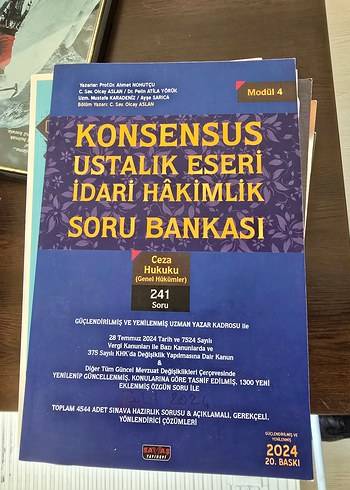 Yazarlar: Prof.Dr. Ahmet NOHUTÇU
C. Sav. Olcay ASLAN / Dr. Pelin ATİLA YÖRÜK
Uzm. Mustafa KARADENİZ / Ayşe SARICA
Bölüm Yazarı: C. Sav. Olcay ASLAN
Modül 4
KONSENSUS
USTALIK ESERİ
İDARİ HÂKİMLİK
SORU BANKASI
Ceza
Hukuku
(Genel Hükümler)
241
Soru
GÜÇLENDİRİLMİŞ VE YENİLENMİŞ UZMAN YAZAR KADROSU ile
28 Temmuz 2024 Tarih ve 7524 Sayılı
Vergi Kanunları ile Bazı Kanunlarda ve
375 Sayılı KHK'da Değişiklik Yapılmasına Dair Kanun
&
Diğer Tüm Güncel Mevzuat Değişiklikleri Çerçevesinde
YENİLENİP GÜNCELLENMİŞ, KONULARINA GÖRE TASNİF EDİLMİŞ, 1300 YENİ
EKLENMİŞ ÖZGÜN SORU İLE
TOPLAM 4544 ADET SINAVA HAZIRLIK SORUSU & AÇIKLAMALI, GEREKÇELİ,
YÖNLENDİRİCİ ÇÖZÜMLERİ
GÜÇLENDİRİLMİŞ VE
YENİLENMİŞ
2024
20. BASKI
SAVAŞ
YAYINEVİ